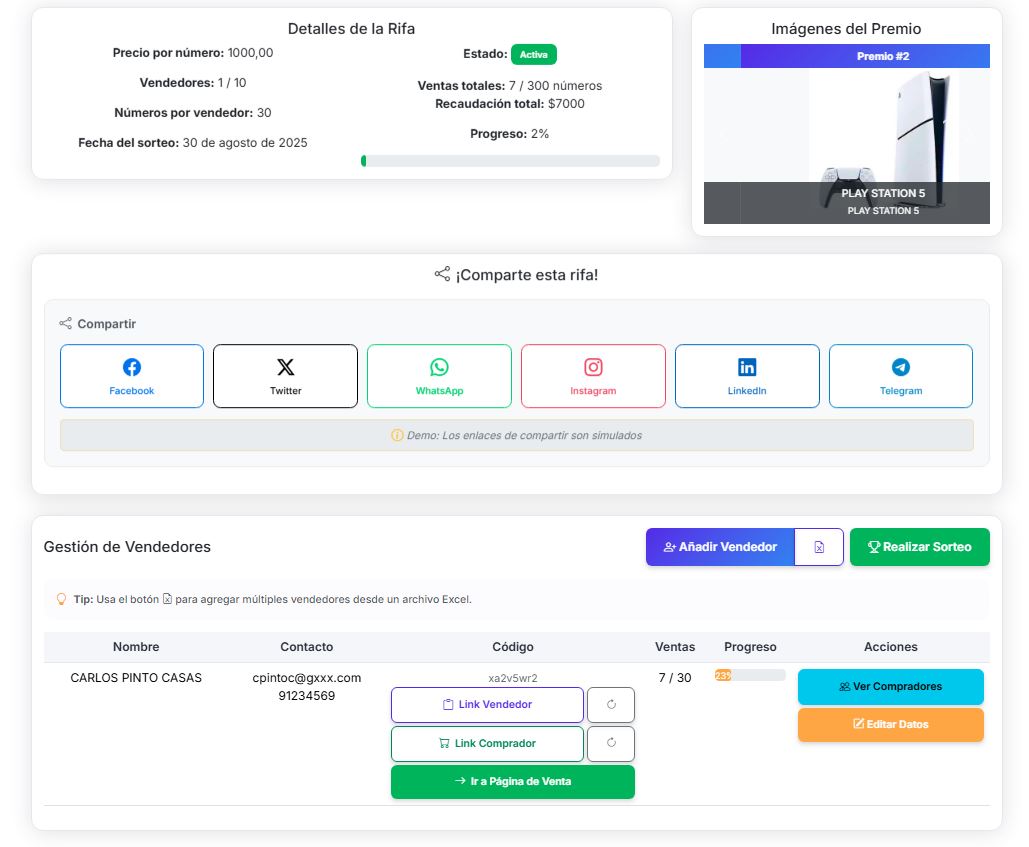 Detalles de la Rifa
Precio por número: 1000,00
Vendedores: 1 / 10
Números por vendedor: 30
Fecha del sorteo: 30 de agosto de 2025
Estado: Activa
Ventas totales: 7 / 300 números
Recaudación total: $7000
Progreso: 2%
Imágenes del Premio
Premio #2
PLAY STATION 5
PLAY STATION 5
¡Comparte esta rifa!
Compartir
Facebook
Twitter
WhatsApp
Instagram
LinkedIn
Telegram
Demo: Los enlaces de compartir son simulados
Gestión de Vendedores
Añadir Vendedor
Realizar Sorteo
Tip: Usa el botón para agregar múltiples vendedores desde un archivo Excel.
Nombre Contacto Código Ventas Progreso Acciones
CARLOS PINTO CASAS
cpintoc@gxxx.com
91234569
xa2v5wr2
Link Vendedor
Link Comprador
Ir a Página de Venta
7 / 30
23%
Ver Compradores
Editar Datos